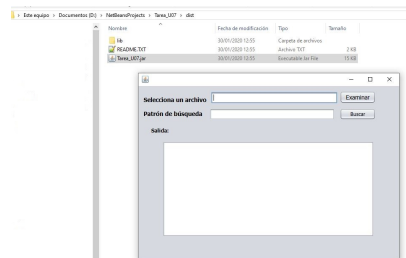 Este equipo > Documentos (D:) > NetBeansProjects > Tarea_U07 > dist
Nombre Fecha de modificación Tipo Tamaño
lib 30/01/2020 12:55 Carpeta de archivos
README.TXT 30/01/2020 12:55 Archivo TXT 2 KB
Tarea_U07.jar 30/01/2020 12:55 Executable Jar File 15 KB
Selecciona un archivo Examinar
Patrón de búsqueda Buscar
Salida: